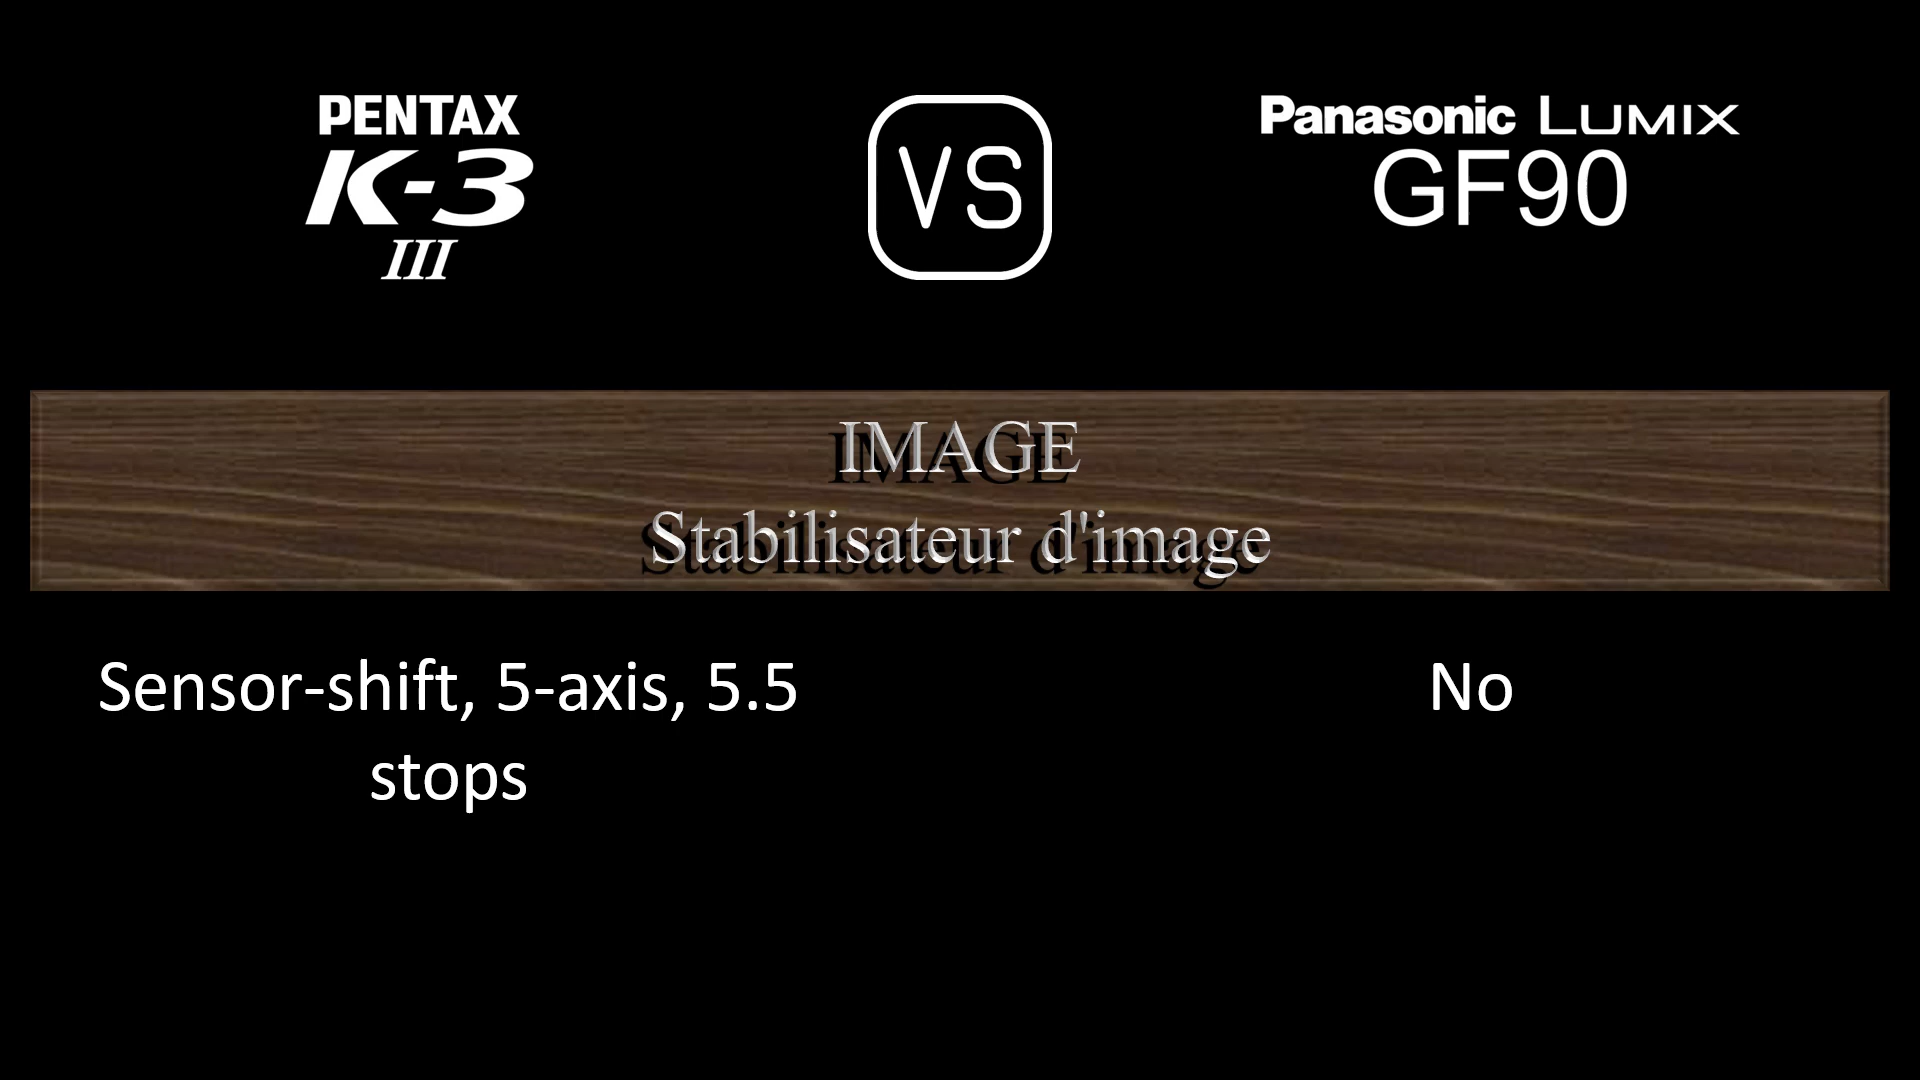 PENTAX
K-3
III
VS
Panasonic LUMIX
GF90
IMAGE
Stabilisateur d'image
Sensor-shift, 5-axis, 5.5
stops
No